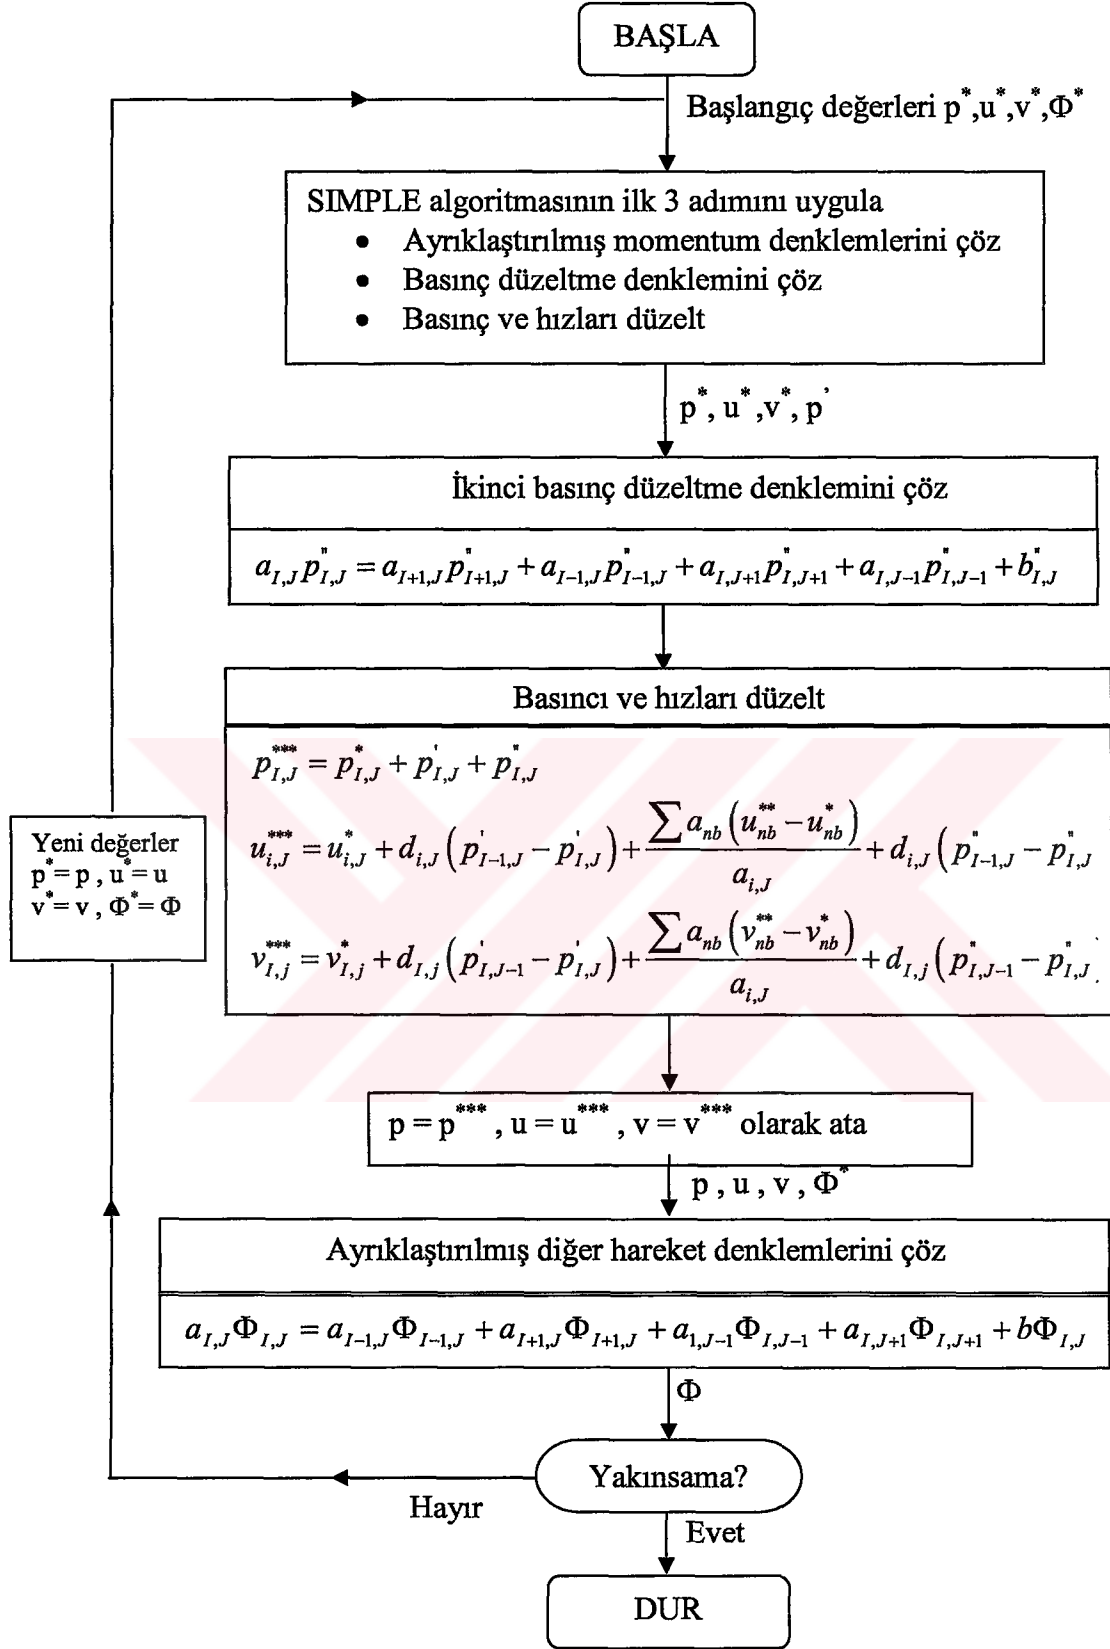 BAŞLA
Başlangıç değerleri p*,u*,v*,Φ*
SIMPLE algoritmasının ilk 3 adımını uygula
• Ayrıklaştırılmış momentum denklemlerini çöz
• Basınç düzeltme denklemini çöz
• Basınç ve hızları düzelt
p*, u* ,v*, p'
İkinci basınç düzeltme denklemini çöz
a_{I,J} p''_{I,J} = a_{I+1,J} p''_{I+1,J} + a_{I-1,J} p''_{I-1,J} + a_{I,J+1} p''_{I,J+1} + a_{I,J-1} p''_{I,J-1} + b''_{I,J}
Basıncı ve hızları düzelt
p***_{I,J} = p*_{I,J} + p'_{I,J} + p''_{I,J}
u***_{i,J} = u*_{i,J} + d_{i,J} (p'_{I-1,J} − p'_{I,J}) + \frac{∑ a_{nb} (u**_{nb} − u*_{nb})}{a_{i,J}} + d_{i,J} (p''_{I-1,J} − p''_{I,J}
v***_{I,j} = v*_{I,j} + d_{I,j} (p'_{I,J-1} − p'_{I,J}) + \frac{∑ a_{nb} (v**_{nb} − v*_{nb})}{a_{i,J}} + d_{I,j} (p''_{I,J-1} − p''_{I,J}
Yeni değerler
p*= p , u*= u
v*= v , Φ*= Φ
p = p*** , u = u*** , v = v*** olarak ata
p , u , v , Φ*
Ayrıklaştırılmış diğer hareket denklemlerini çöz
a_{I,J} Φ_{I,J} = a_{I-1,J} Φ_{I-1,J} + a_{I+1,J} Φ_{I+1,J} + a_{1,J-1} Φ_{I,J-1} + a_{I,J+1} Φ_{I,J+1} + bΦ_{I,J}
Φ
Yakınsama?
Hayır
Evet
DUR